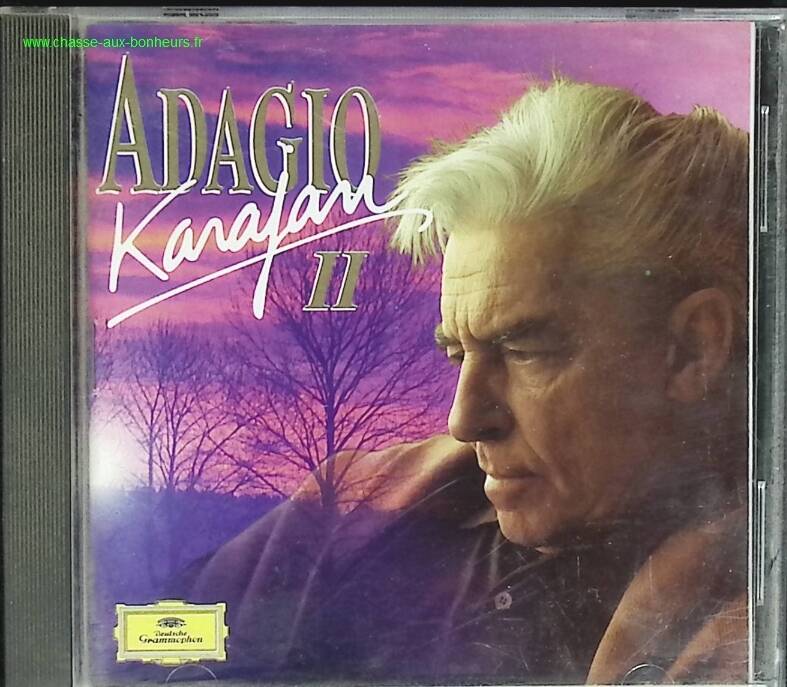 www.chasse-aux-bonheurs.fr
ADAGIO
Karajan
II
Deutsche
Grammophon